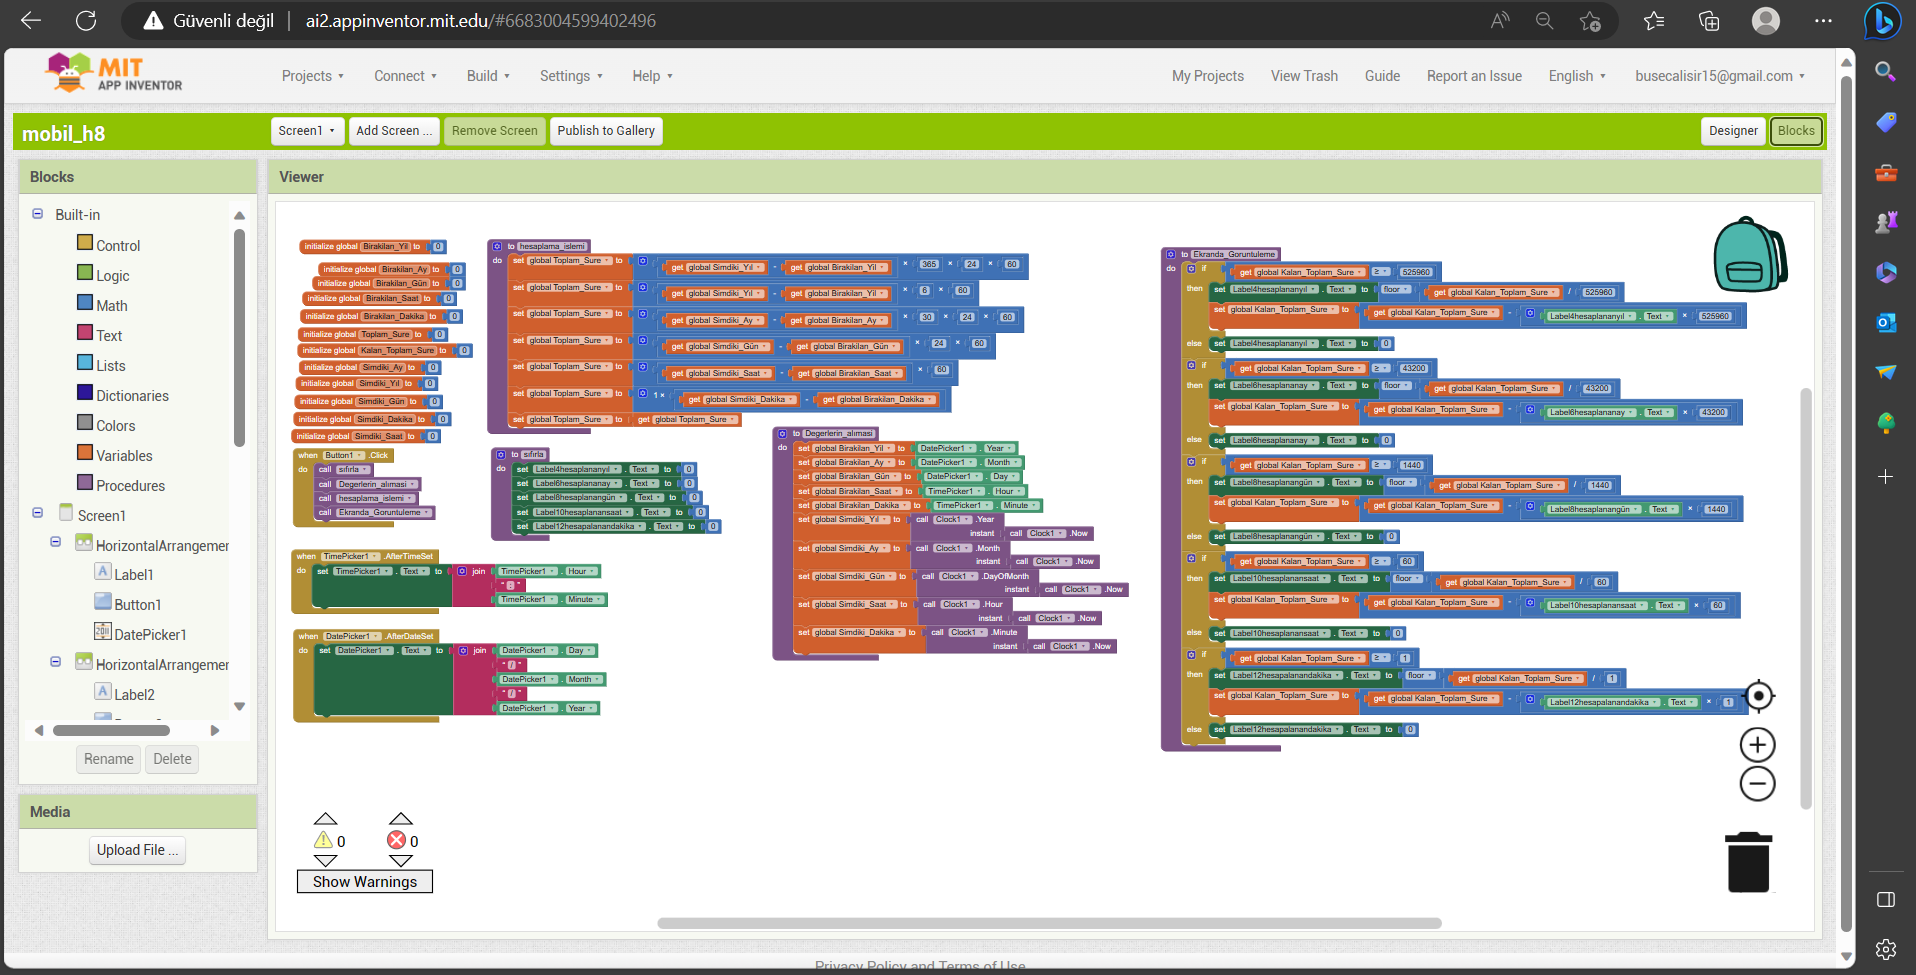 Güvenli değil | ai2.appinventor.mit.edu/#6683004599402496
MIT APP INVENTOR
Projects Connect Build Settings Help My Projects View Trash Guide Report an Issue English busecalisir15@gmail.com
mobil_h8 Screen1 Add Screen ... Remove Screen Publish to Gallery Designer Blocks
Blocks
Viewer
Built-in
Control
Logic
Math
Text
Lists
Dictionaries
Colors
Variables
Procedures
Screen1
HorizontalArrangemer
Label1
Button1
DatePicker1
HorizontalArrangemer
Label2
Rename Delete
Media
Upload File ...
initialize global Birakilan_Yil to 0
initialize global Birakilan_Ay to 0
initialize global Birakilan_Gün to 0
initialize global Birakilan_Saat to 0
initialize global Birakilan_Dakika to 0
initialize global Toplam_Sure to 0
initialize global Kalan_Toplam_Sure to 0
initialize global Simdiki_Ay to 0
initialize global Simdiki_Yıl to 0
initialize global Simdiki_Gün to 0
initialize global Simdiki_Dakika to 0
initialize global Simdiki_Saat to 0
when Button1 .Click
do call sıfırla
call Degerlerin_alıması
call hesaplama_islemi
call Ekranda_Goruntuleme
when TimePicker1 .AfterTimeSet
do set TimePicker1 . Text to join TimePicker1 . Hour
" : "
TimePicker1 . Minute
when DatePicker1 .AfterDateSet
do set DatePicker1 . Text to join DatePicker1 . Day
" / "
DatePicker1 . Month
" / "
DatePicker1 . Year
to hesaplama_islemi
do set global Toplam_Sure to get global Simdiki_Yıl - get global Birakilan_Yil × 365 × 24 × 60
set global Toplam_Sure to get global Simdiki_Yıl - get global Birakilan_Yil × 6 × 60
set global Toplam_Sure to get global Simdiki_Ay - get global Birakilan_Ay × 30 × 24 × 60
set global Toplam_Sure to get global Simdiki_Gün - get global Birakilan_Gün × 24 × 60
set global Toplam_Sure to get global Simdiki_Saat - get global Birakilan_Saat × 60
set global Toplam_Sure to 1 × get global Simdiki_Dakika - get global Birakilan_Dakika
set global Toplam_Sure to get global Toplam_Sure
to sıfırla
do set Label4hesaplananyıl . Text to 0
set Label6hesaplananay . Text to 0
set Label8hesaplanangün . Text to 0
set Label10hesaplanansaat . Text to 0
set Label12hesapalanandakika . Text to 0
to Degerlerin_alıması
do set global Birakilan_Yil to DatePicker1 . Year
set global Birakilan_Ay to DatePicker1 . Month
set global Birakilan_Gün to DatePicker1 . Day
set global Birakilan_Saat to TimePicker1 . Hour
set global Birakilan_Dakika to TimePicker1 . Minute
set global Simdiki_Yıl to call Clock1 .Year
instant call Clock1 .Now
set global Simdiki_Ay to call Clock1 .Month
instant call Clock1 .Now
set global Simdiki_Gün to call Clock1 .DayOfMonth
instant call Clock1 .Now
set global Simdiki_Saat to call Clock1 .Hour
instant call Clock1 .Now
set global Simdiki_Dakika to call Clock1 .Minute
instant call Clock1 .Now
to Ekranda_Goruntuleme
do if get global Kalan_Toplam_Sure ≥ 525960
then set Label4hesaplananyıl . Text to floor get global Kalan_Toplam_Sure / 525960
set global Kalan_Toplam_Sure to get global Kalan_Toplam_Sure - Label4hesaplananyıl . Text × 525960
else set Label4hesaplananyıl . Text to 0
if get global Kalan_Toplam_Sure ≥ 43200
then set Label6hesaplananay . Text to floor get global Kalan_Toplam_Sure / 43200
set global Kalan_Toplam_Sure to get global Kalan_Toplam_Sure - Label6hesaplananay . Text × 43200
else set Label6hesaplananay . Text to 0
if get global Kalan_Toplam_Sure ≥ 1440
then set Label8hesaplanangün . Text to floor get global Kalan_Toplam_Sure / 1440
set global Kalan_Toplam_Sure to get global Kalan_Toplam_Sure - Label8hesaplanangün . Text × 1440
else set Label8hesaplanangün . Text to 0
if get global Kalan_Toplam_Sure ≥ 60
then set Label10hesaplanansaat . Text to floor get global Kalan_Toplam_Sure / 60
set global Kalan_Toplam_Sure to get global Kalan_Toplam_Sure - Label10hesaplanansaat . Text × 60
else set Label10hesaplanansaat . Text to 0
if get global Kalan_Toplam_Sure ≥ 1
then set Label12hesapalanandakika . Text to floor get global Kalan_Toplam_Sure / 1
set global Kalan_Toplam_Sure to get global Kalan_Toplam_Sure - Label12hesapalanandakika . Text × 1
else set Label12hesapalanandakika . Text to 0
0 0
Show Warnings
Privacy Policy and Terms of Use